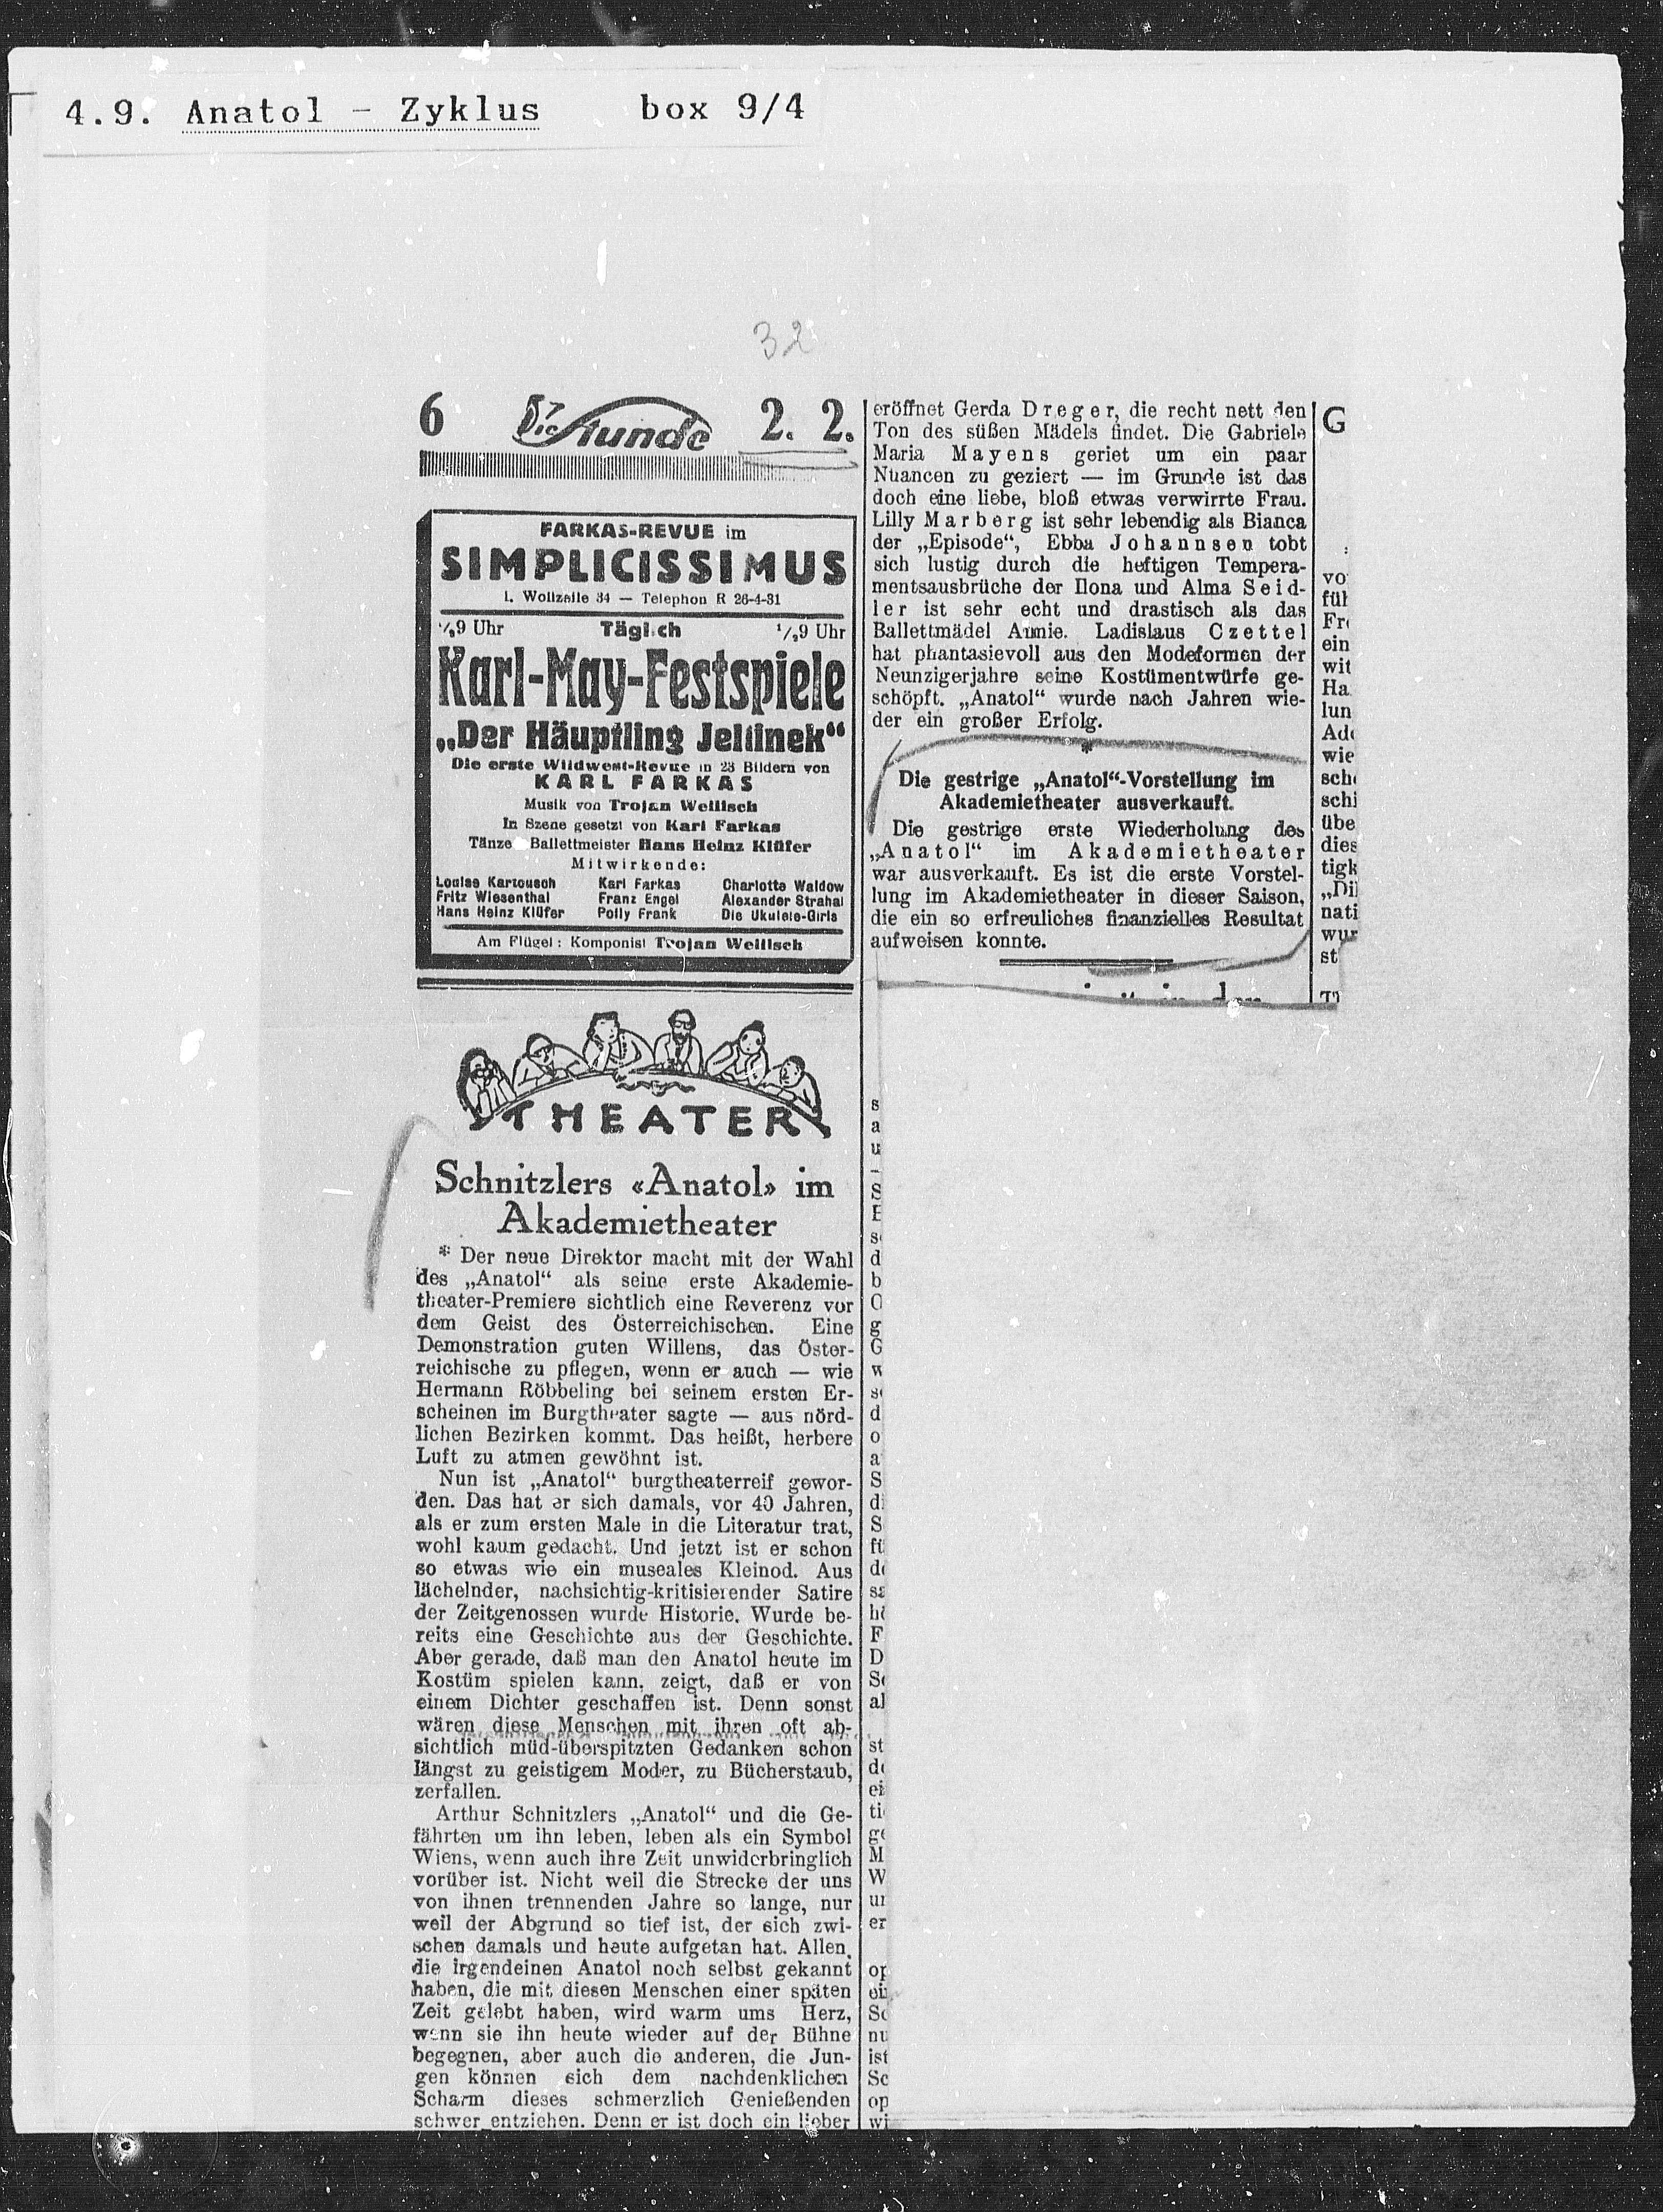 4.9. Anatol - Zyklus box 9/4
32
6 Die Stunde 2. 2.
FARKAS-REVUE im
SIMPLICISSIMUS
I. Wollzeile 34 — Telephon R 26-4-31
½9 Uhr Täglich ½9 Uhr
Karl-May-Festspiele
„Der Häuptling Jellinek“
Die erste Wildwest-Revue in 23 Bildern von
KARL FARKAS
Musik von Trojan Wellisch
In Szene gesetzt von Karl Farkas
Tänze Ballettmeister Hans Heinz Klüfer
Mitwirkende:
Louise Kartousch Karl Farkas Charlotte Waldow
Fritz Wiesenthal Franz Engel Alexander Strahal
Hans Heinz Klüfer Polly Frank Die Ukulele-Girls
Am Flügel: Komponist Trojan Wellisch
THEATER
Schnitzlers «Anatol» im
Akademietheater
* Der neue Direktor macht mit der Wahl
des „Anatol“ als seine erste Akademie-
theater-Premiere sichtlich eine Reverenz vor
dem Geist des Österreichischen. Eine
Demonstration guten Willens, das Öster-
reichische zu pflegen, wenn er auch — wie
Hermann Röbbeling bei seinem ersten Er-
scheinen im Burgtheater sagte — aus nörd-
lichen Bezirken kommt. Das heißt, herbere
Luft zu atmen gewöhnt ist.
Nun ist „Anatol“ burgtheaterreif gewor-
den. Das hat er sich damals, vor 40 Jahren,
als er zum ersten Male in die Literatur trat,
wohl kaum gedacht. Und jetzt ist er schon
so etwas wie ein museales Kleinod. Aus
lächelnder, nachsichtig-kritisierender Satire
der Zeitgenossen wurde Historie. Wurde be-
reits eine Geschichte aus der Geschichte.
Aber gerade, daß man den Anatol heute im
Kostüm spielen kann, zeigt, daß er von
einem Dichter geschaffen ist. Denn sonst
wären diese Menschen mit ihren oft ab-
sichtlich müd-überspitzten Gedanken schon
längst zu geistigem Moder, zu Bücherstaub,
zerfallen.
Arthur Schnitzlers „Anatol“ und die Ge-
fährten um ihn leben, leben als ein Symbol
Wiens, wenn auch ihre Zeit unwiderbringlich
vorüber ist. Nicht weil die Strecke der uns
von ihnen trennenden Jahre so lange, nur
weil der Abgrund so tief ist, der sich zwi-
schen damals und heute aufgetan hat. Allen,
die irgendeinen Anatol noch selbst gekannt
haben, die mit diesen Menschen einer späten
Zeit gelebt haben, wird warm ums Herz,
wenn sie ihn heute wieder auf der Bühne
begegnen, aber auch die anderen, die Jun-
gen können sich dem nachdenklichen
Scharm dieses schmerzlich Genießenden
schwer entziehen. Denn er ist doch ein lieber
eröffnet Gerda Dreger, die recht nett den
Ton des süßen Mädels findet. Die Gabriele
Maria Mayens geriet um ein paar
Nuancen zu geziert — im Grunde ist das
doch eine liebe, bloß etwas verwirrte Frau.
Lilly Marberg ist sehr lebendig als Bianca
der „Episode“, Ebba Johannsen tobt
sich lustig durch die heftigen Tempera-
mentsausbrüche der Ilona und Alma Seid-
ler ist sehr echt und drastisch als das
Ballettmädel Annie. Ladislaus Czettel
hat phantasievoll aus den Modeformen der
Neunzigerjahre seine Kostümentwürfe ge-
schöpft. „Anatol“ wurde nach Jahren wie-
der ein großer Erfolg.
*
Die gestrige „Anatol“-Vorstellung im
Akademietheater ausverkauft.
Die gestrige erste Wiederholung des
„Anatol“ im Akademietheater
war ausverkauft. Es ist die erste Vorstel-
lung im Akademietheater in dieser Saison,
die ein so erfreuliches finanzielles Resultat
aufweisen konnte.
G